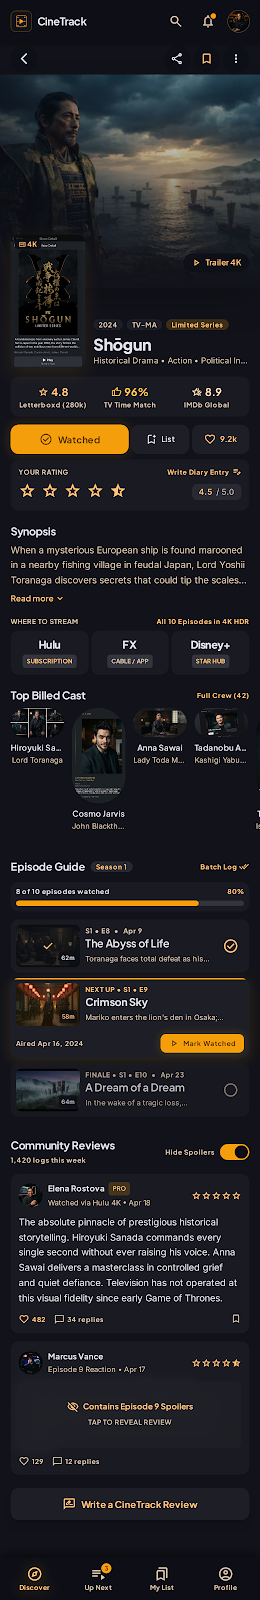 CineTrack
4K
Trailer 4K
SHŌGUN
LIMITED SERIES
2024
TV-MA
Limited Series
Shōgun
Historical Drama • Action • Political In...
4.8
Letterboxd (280k)
96%
TV Time Match
8.9
IMDb Global
Watched
List
9.2k
YOUR RATING
Write Diary Entry
4.5 / 5.0
Synopsis
When a mysterious European ship is found marooned
in a nearby fishing village in feudal Japan, Lord Yoshii
Toranaga discovers secrets that could tip the scales...
Read more
WHERE TO STREAM
All 10 Episodes in 4K HDR
Hulu
SUBSCRIPTION
FX
CABLE / APP
Disney+
STAR HUB
Top Billed Cast
Full Crew (42)
Hiroyuki Sa...
Lord Toranaga
Cosmo Jarvis
John Blackth...
Anna Sawai
Lady Toda M...
Tadanobu A...
Kashigi Yabu...
Episode Guide
Season 1
Batch Log
8 of 10 episodes watched
80%
62m
S1 • E8 • Apr 9
The Abyss of Life
Toranaga faces total defeat as his...
58m
NEXT UP • S1 • E9
Crimson Sky
Mariko enters the lion's den in Osaka;...
Aired Apr 16, 2024
Mark Watched
64m
FINALE • S1 • E10 • Apr 23
A Dream of a Dream
In the wake of a tragic loss,...
Community Reviews
1,420 logs this week
Hide Spoilers
Elena Rostova
PRO
Watched via Hulu 4K • Apr 18
The absolute pinnacle of prestigious historical
storytelling. Hiroyuki Sanada commands every
single second without ever raising his voice. Anna
Sawai delivers a masterclass in controlled grief
and quiet defiance. Television has not operated at
this visual fidelity since early Game of Thrones.
482
34 replies
Marcus Vance
Episode 9 Reaction • Apr 17
Contains Episode 9 Spoilers
TAP TO REVEAL REVIEW
129
12 replies
Write a CineTrack Review
Discover
3
Up Next
My List
Profile